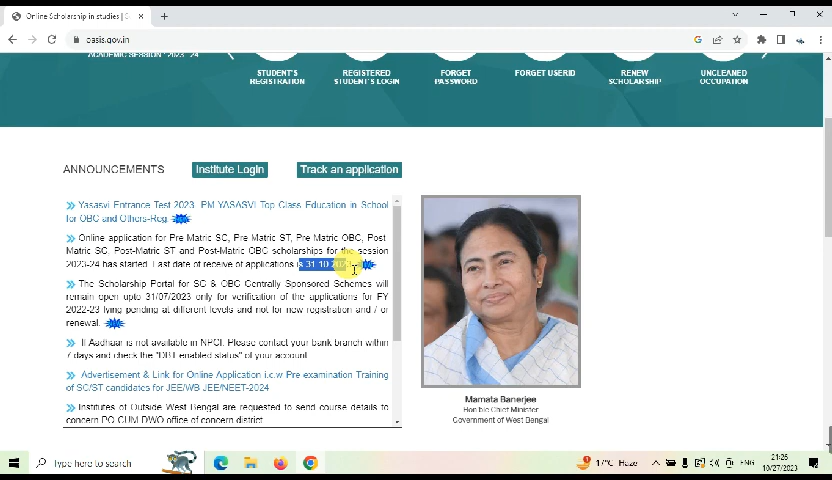 Online Scholarship in studies | G
oasis.gov.in
ACADEMIC SESSION : 2023 - 24
STUDENT'S REGISTRATION
REGISTERED STUDENT'S LOGIN
FORGET PASSWORD
FORGET USERID
RENEW SCHOLARSHIP
UNCLEANED OCCUPATION
ANNOUNCEMENTS
Institute Login
Track an application
Yasasvi Entrance Test 2023, PM YASASVI Top Class Education in School
for OBC and Others-Reg.
Online application for Pre Matric SC, Pre Matric ST, Pre Matric OBC, Post-
Matric SC, Post-Matric ST and Post-Matric OBC scholarships for the session
2023-24 has started. Last date of receive of applications is 31.10.2023
The Scholarship Portal for SC & OBC Centrally Sponsored Schemes will
remain open upto 31/07/2023 only for verification of the applications for FY
2022-23 lying pending at different levels and not for new registration and / or
renewal.
If Aadhaar is not available in NPCI. Please contact your bank branch within
7 days and check the "DBT enabled status" of your account.
Advertisement & Link for Online Application i.c.w Pre examination Training
of SC/ST candidates for JEE/WB JEE/NEET-2024
Institutes of Outside West Bengal are requested to send course details to
concern PO CUM DWO office of concern district.
Mamata Banerjee
Hon'ble Chief Minister
Government of West Bengal
Type here to search
17°C Haze
ENG
21:26
10/27/2023